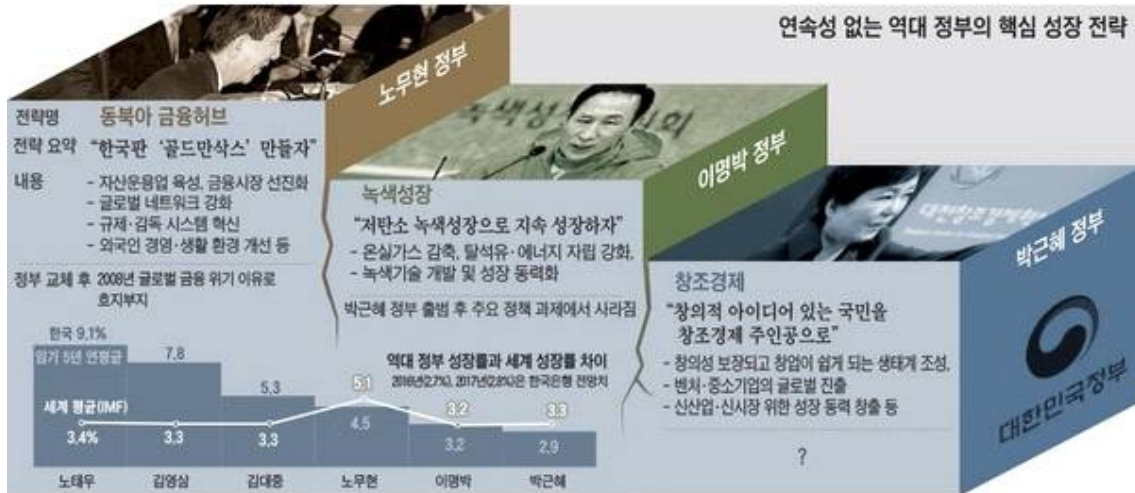 연속성 없는 역대 정부의 핵심 성장 전략
노무현 정부
전략명 동북아 금융허브
전략 요약 “한국판 ‘골드만삭스’ 만들자”
내용 - 자산운용업 육성, 금융시장 선진화
- 글로벌 네트워크 강화
- 규제·감독 시스템 혁신
- 외국인 경영·생활 환경 개선 등
정부 교체 후 2008년 글로벌 금융 위기 이유로
흐지부지
이명박 정부
녹색성장
녹색성장
“저탄소 녹색성장으로 지속 성장하자”
- 온실가스 감축, 탈석유·에너지 자립 강화,
- 녹색기술 개발 및 성장 동력화
박근혜 정부 출범 후 주요 정책 과제에서 사라짐
박근혜 정부
창조경제
“창의적 아이디어 있는 국민을
창조경제 주인공으로”
- 창의성 보장되고 창업이 쉽게 되는 생태계 조성,
- 벤처·중소기업의 글로벌 진출
- 신산업·신시장 위한 성장 동력 창출 등
?
대한민국정부
역대 정부 성장률과 세계 성장률 차이
2016년(2.7%), 2017년(2.8%)은 한국은행 전망치
한국 9.1%
임기 5년 연평균
7.8
5.3
4.5
3.2
2.9
세계 평균(IMF)
3.4%
3.3
3.3
5.1
3.2
3.3
노태우 김영삼 김대중 노무현 이명박 박근혜